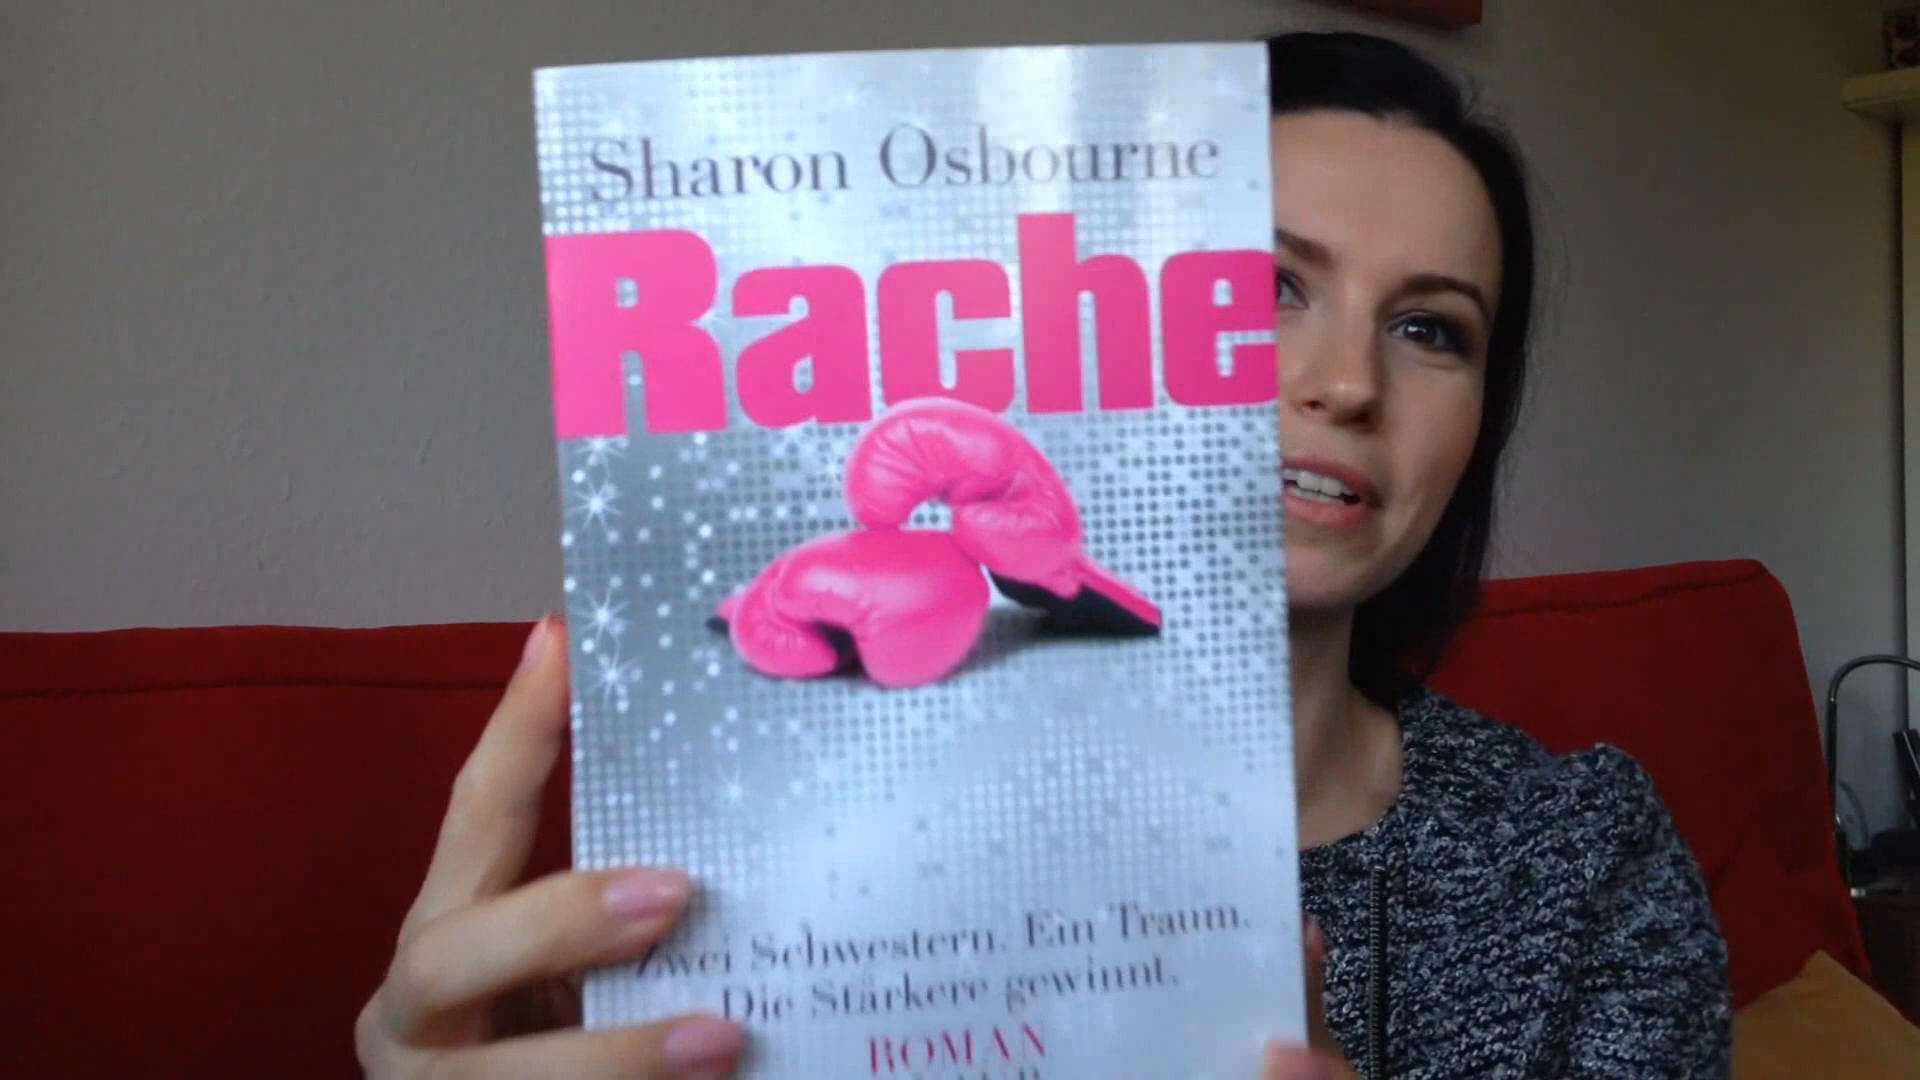 Sharon Osbourne
Rache
Zwei Schwestern. Ein Traum.
Die Stärkere gewinnt.
ROMAN